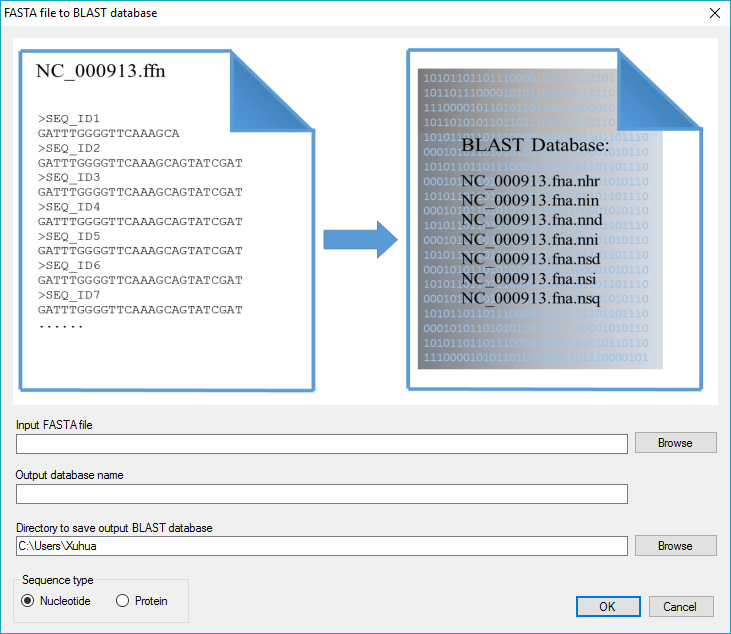 FASTA file to BLAST database
NC_000913.ffn
>SEQ_ID1
GATTTGGGGTTCAAAGCA
>SEQ_ID2
GATTTGGGGTTCAAAGCAGTATCGAT
>SEQ_ID3
GATTTGGGGTTCAAAGCAGTATCGAT
>SEQ_ID4
GATTTGGGGTTCAAAGCAGTATCGAT
>SEQ_ID5
GATTTGGGGTTCAAAGCAGTATCGAT
>SEQ_ID6
GATTTGGGGTTCAAAGCAGTATCGAT
>SEQ_ID7
GATTTGGGGTTCAAAGCAGTATCGAT
......
BLAST Database:
NC_000913.fna.nhr
NC_000913.fna.nin
NC_000913.fna.nnd
NC_000913.fna.nni
NC_000913.fna.nsd
NC_000913.fna.nsi
NC_000913.fna.nsq
Input FASTA file
Browse
Output database name
Directory to save output BLAST database
C:\Users\Xuhua
Browse
Sequence type
Nucleotide
Protein
OK
Cancel